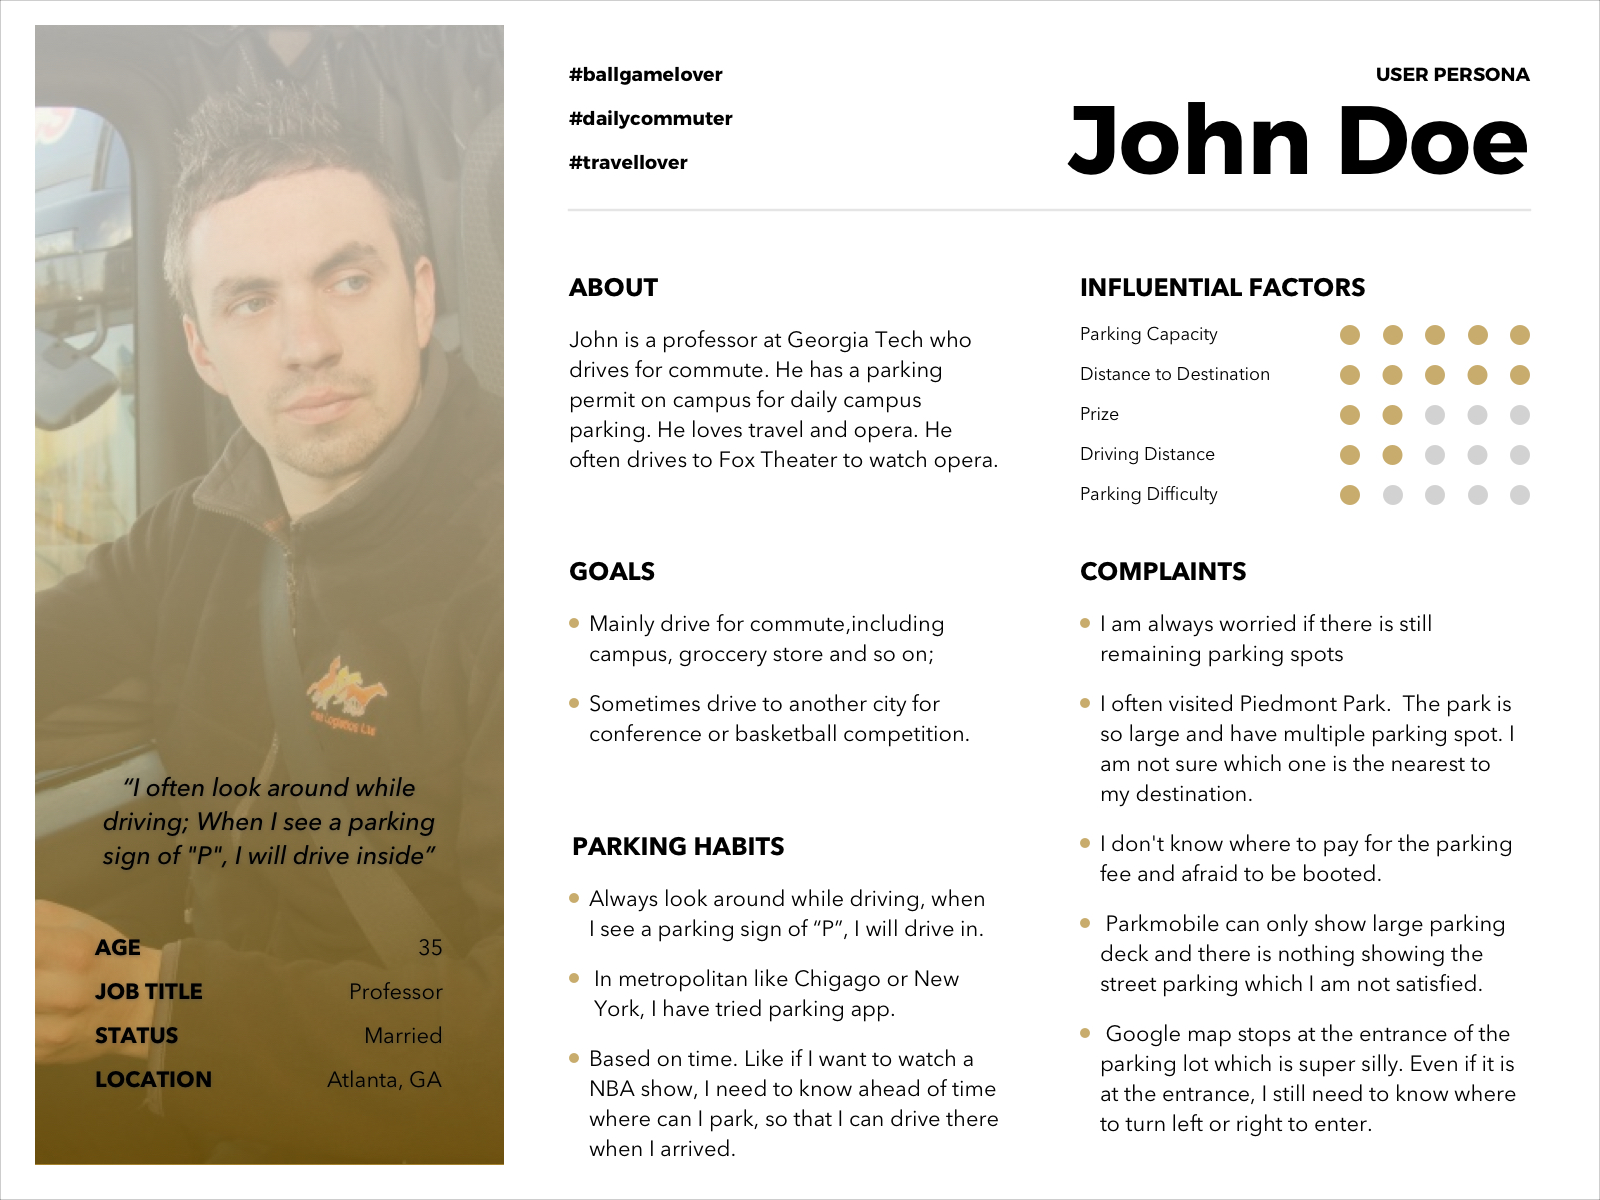 #ballgamelover
#dailycommuter
#travellover
USER PERSONA
John Doe
ABOUT
John is a professor at Georgia Tech who
drives for commute. He has a parking
permit on campus for daily campus
parking. He loves travel and opera. He
often drives to Fox Theater to watch opera.
INFLUENTIAL FACTORS
Parking Capacity
Distance to Destination
Prize
Driving Distance
Parking Difficulty
GOALS
Mainly drive for commute,including
campus, groccery store and so on;
Sometimes drive to another city for
conference or basketball competition.
PARKING HABITS
Always look around while driving, when
I see a parking sign of “P”, I will drive in.
In metropolitan like Chigago or New
York, I have tried parking app.
Based on time. Like if I want to watch a
NBA show, I need to know ahead of time
where can I park, so that I can drive there
when I arrived.
COMPLAINTS
I am always worried if there is still
remaining parking spots
I often visited Piedmont Park.  The park is
so large and have multiple parking spot. I
am not sure which one is the nearest to
my destination.
I don't know where to pay for the parking
fee and afraid to be booted.
Parkmobile can only show large parking
deck and there is nothing showing the
street parking which I am not satisfied.
Google map stops at the entrance of the
parking lot which is super silly. Even if it is
at the entrance, I still need to know where
to turn left or right to enter.
“I often look around while
driving; When I see a parking
sign of "P", I will drive inside”
AGE 35
JOB TITLE Professor
STATUS Married
LOCATION Atlanta, GA
Logistics Ltd